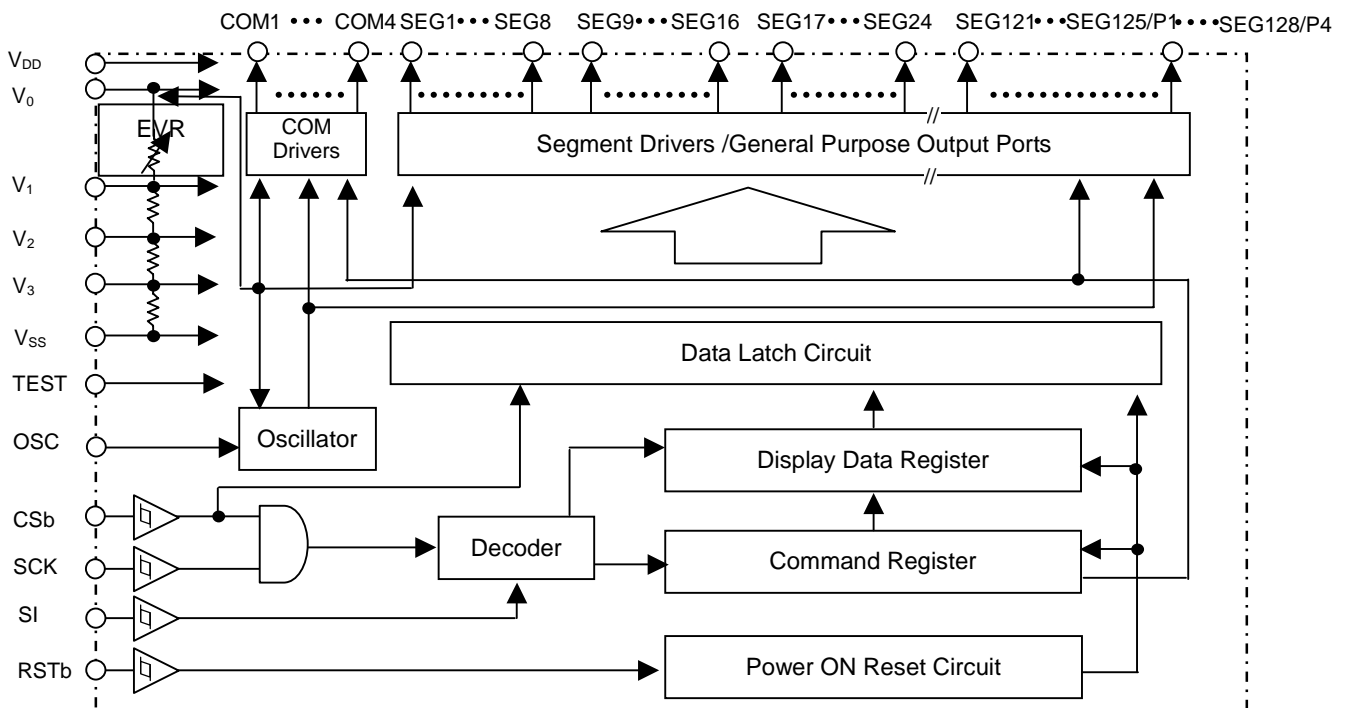 COM1 ••• COM4 SEG1•••SEG8 SEG9•••SEG16 SEG17•••SEG24 SEG121•••SEG125/P1••••SEG128/P4
VDD
V0
EVR
COM
Drivers
Segment Drivers /General Purpose Output Ports
V1
V2
V3
VSS
Data Latch Circuit
TEST
OSC
Oscillator
Display Data Register
CSb
Decoder
Command Register
SCK
SI
RSTb
Power ON Reset Circuit